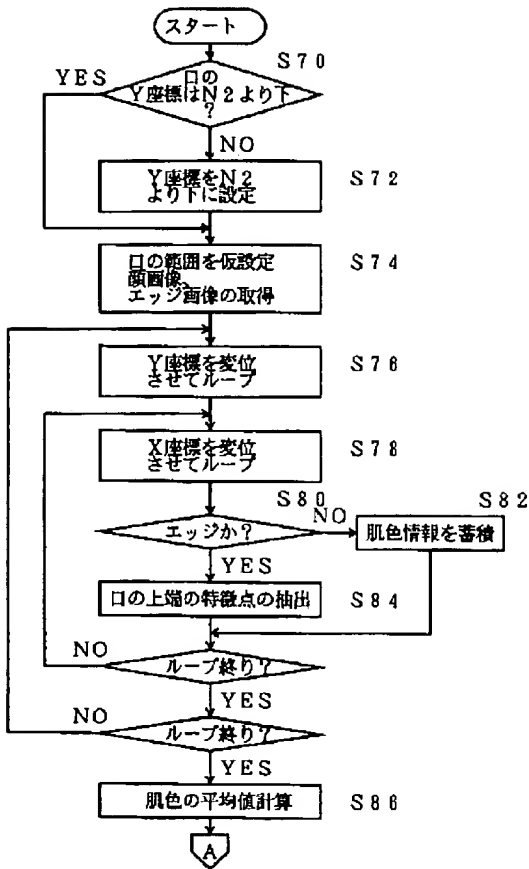 スタート
S70
YES
口の
Y座標はN2より下
?
NO
Y座標をN2
より下に設定
S72
口の範囲を仮設定
顔画像、
エッジ画像の取得
S74
Y座標を変位
させてループ
S76
X座標を変位
させてループ
S78
S80
エッジか?
NO
S82
肌色情報を蓄積
YES
口の上端の特徴点の抽出
S84
NO
ループ終り?
YES
NO
ループ終り?
YES
肌色の平均値計算
S86
A